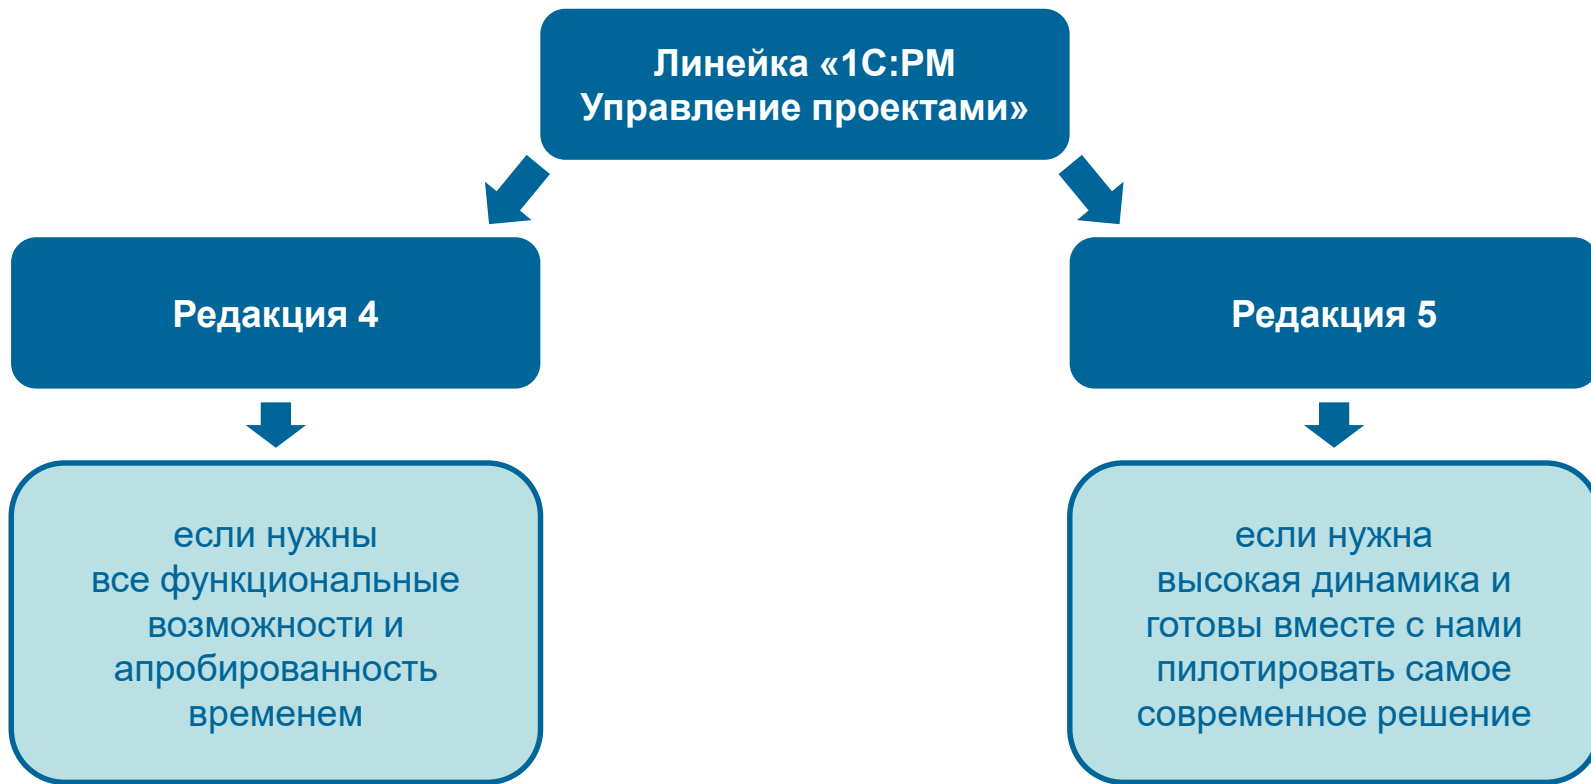 Линейка «1С:PM
Управление проектами»
Редакция 4
Редакция 5
если нужны
все функциональные
возможности и
апробированность
временем
если нужна
высокая динамика и
готовы вместе с нами
пилотировать самое
современное решение